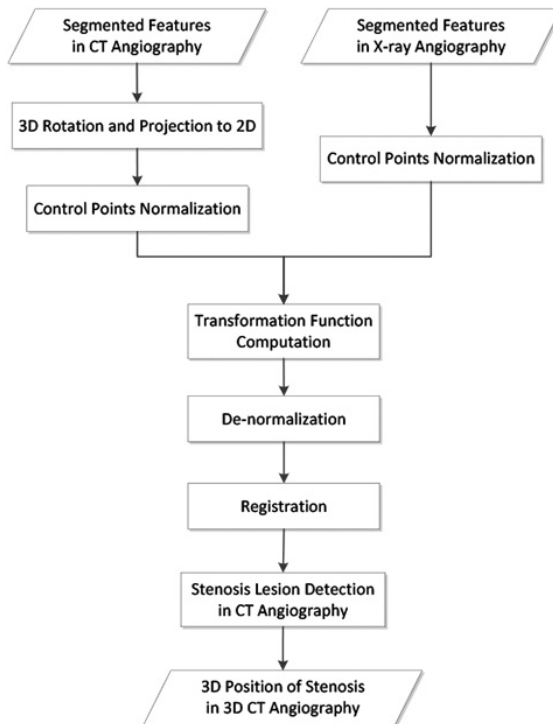 Segmented Features
in CT Angiography
Segmented Features
in X-ray Angiography
3D Rotation and Projection to 2D
Control Points Normalization
Control Points Normalization
Transformation Function
Computation
De-normalization
Registration
Stenosis Lesion Detection
in CT Angiography
3D Position of Stenosis
in 3D CT Angiography